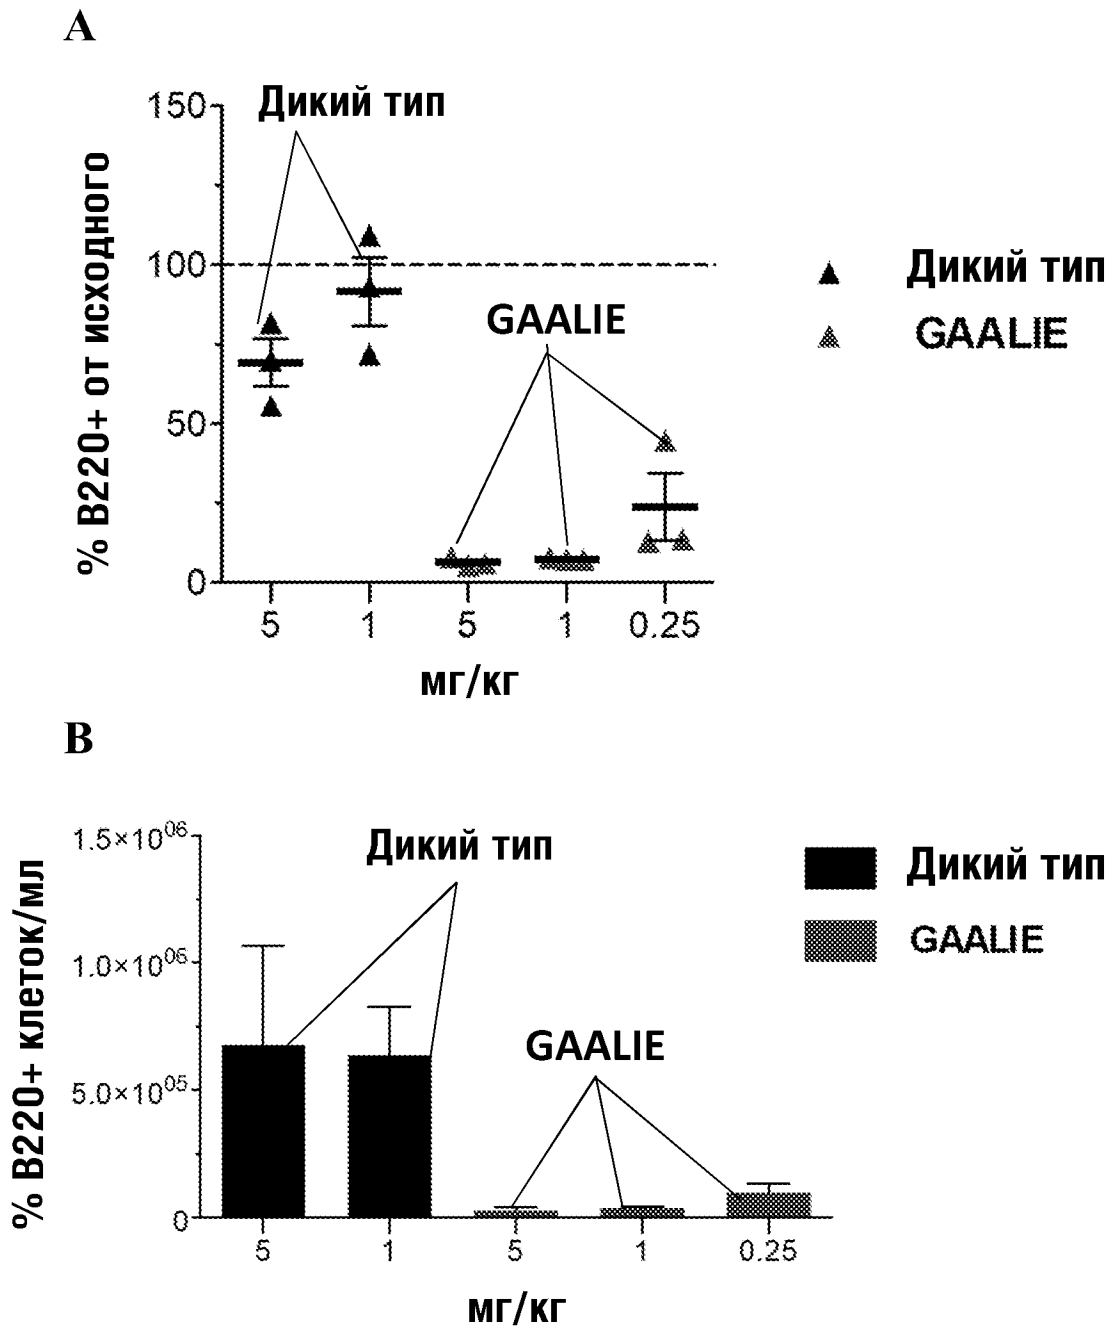 A
150
Дикий тип
% B220+ от исходного
100
Дикий тип
GAALIE
GAALIE
50
0
5 1 5 1 0.25
мг/кг
B
1.5×10⁰⁶
Дикий тип
Дикий тип
% B220+ клеток/мл
GAALIE
1.0×10⁰⁶
GAALIE
5.0×10⁰⁵
0
5 1 5 1 0.25
мг/кг